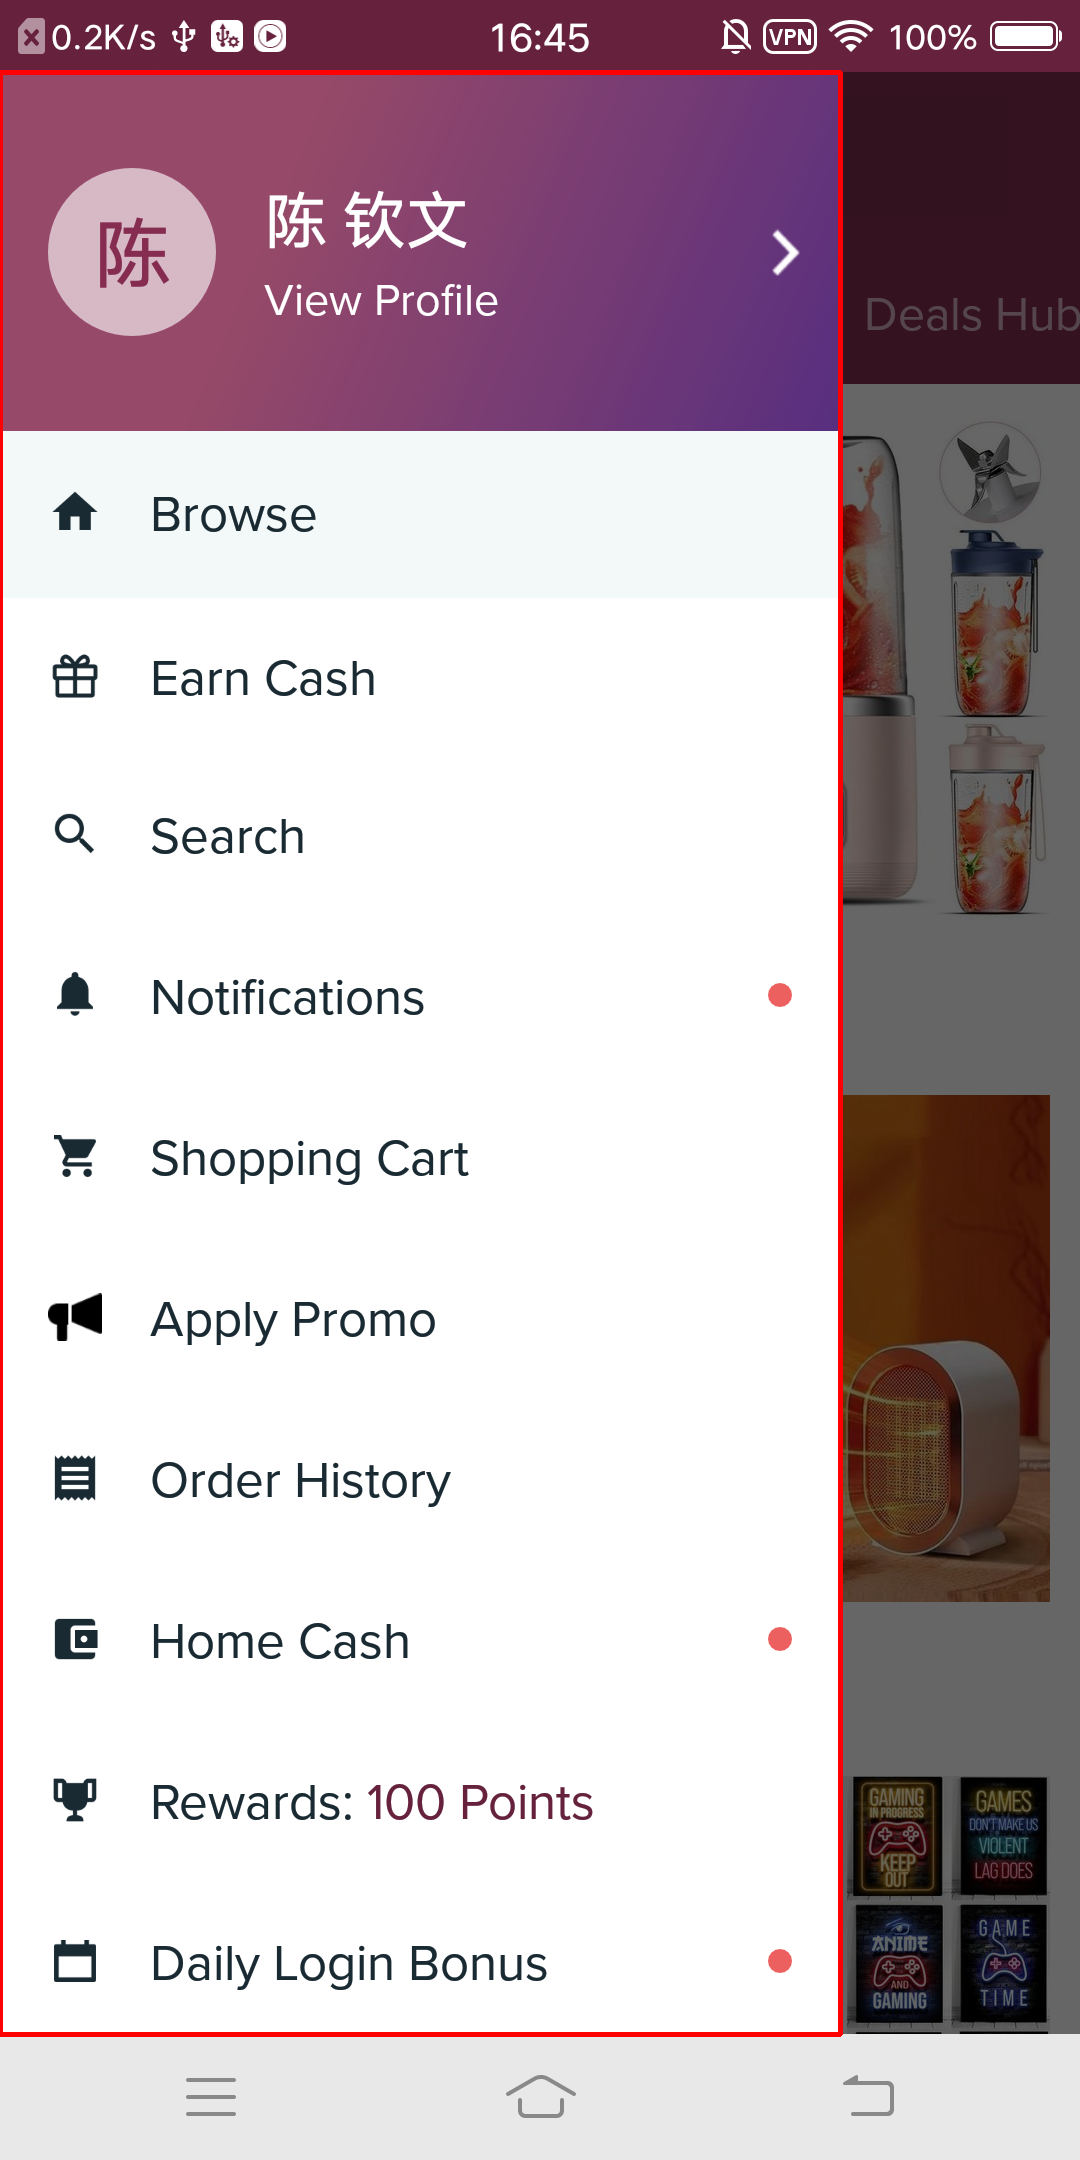 0.2K/s
16:45
VPN
100%
陈
陈 钦文
View Profile
Deals Hub
Browse
Earn Cash
Search
Notifications
Shopping Cart
Apply Promo
Order History
Home Cash
Rewards: 100 Points
Daily Login Bonus
GAMING
IN PROGRESS
KEEP
OUT
GAMES
DON'T MAKE US
VIOLENT
LAG DOES
ANIME
AND
GAMING
GAME
TIME